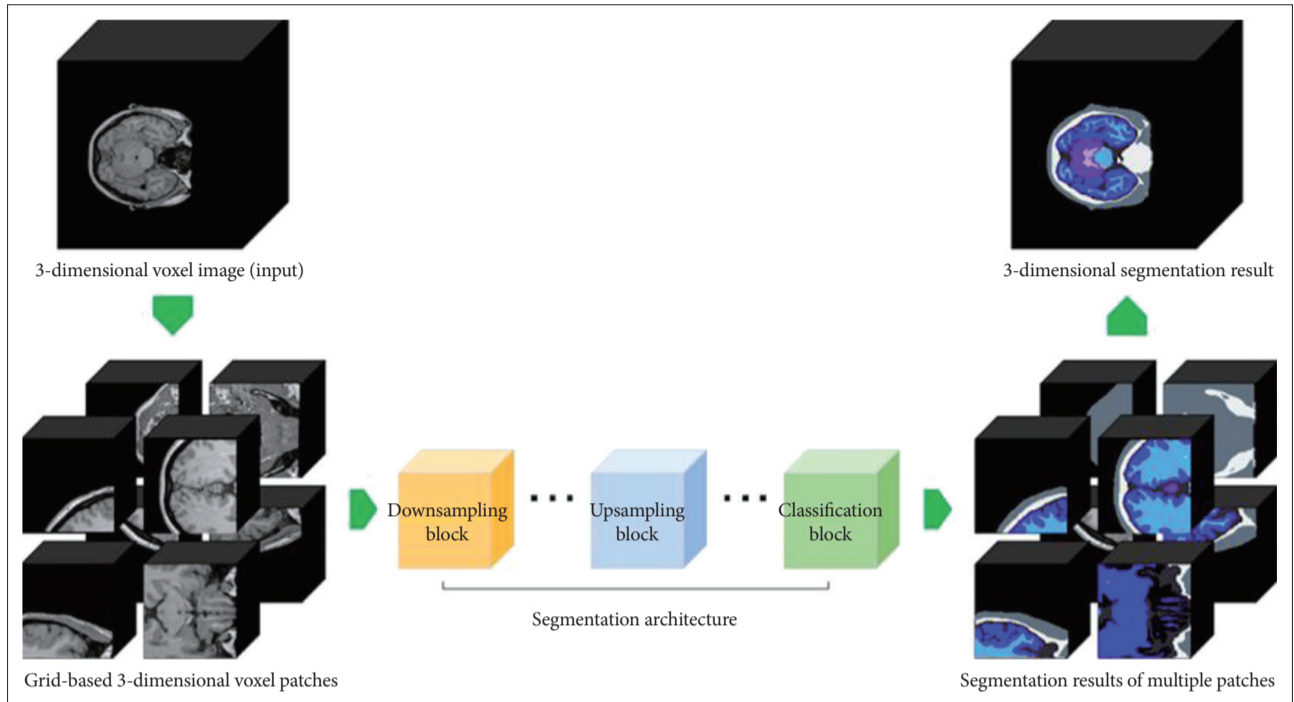 3-dimensional voxel image (input)
3-dimensional segmentation result
Downsampling
block
Upsampling
block
Classification
block
Segmentation architecture
Grid-based 3-dimensional voxel patches
Segmentation results of multiple patches